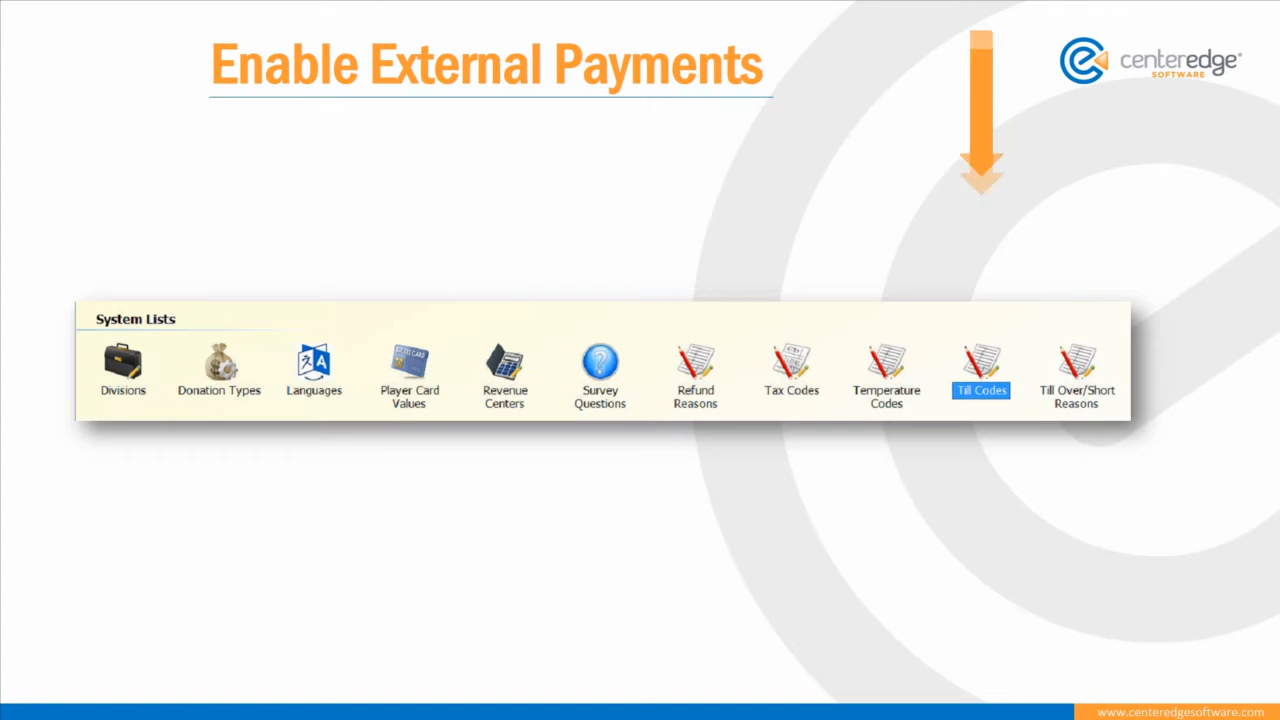 Enable External Payments
centeredge®
SOFTWARE
System Lists
Divisions
Donation Types
Languages
Player Card
Values
Revenue
Centers
Survey
Questions
Refund
Reasons
Tax Codes
Temperature
Codes
Till Codes
Till Over/Short
Reasons
www.centeredgesoftware.com